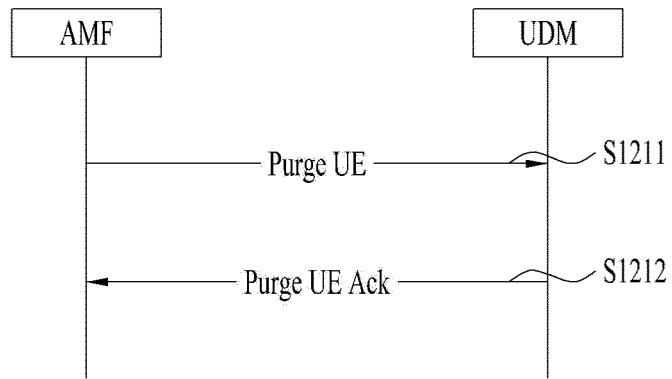 AMF
UDM
Purge UE
S1211
Purge UE Ack
S1212